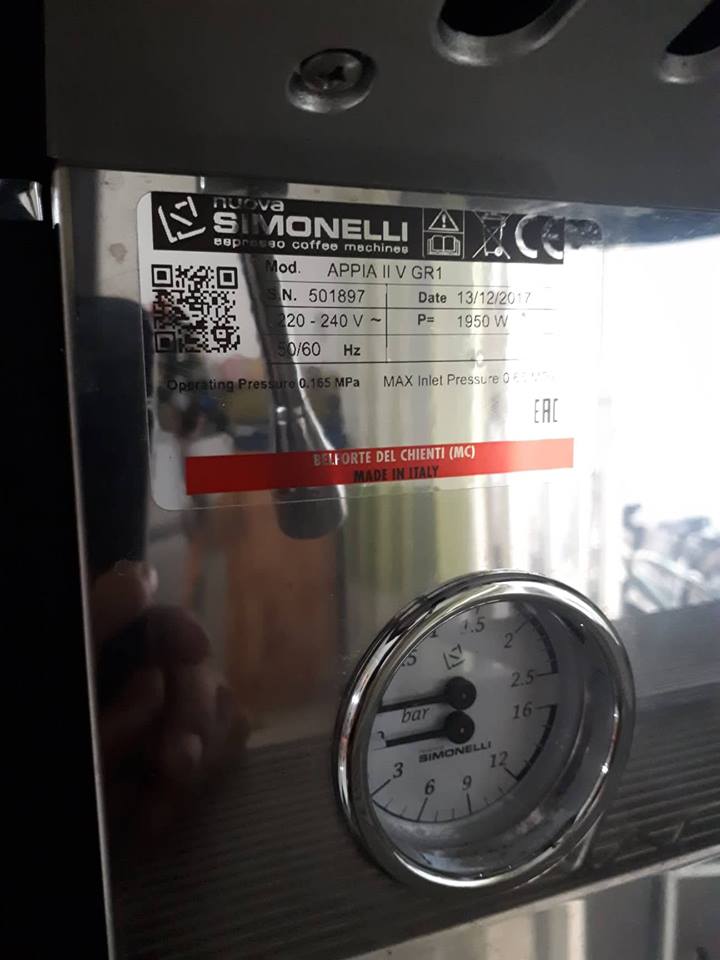 nuova
SIMONELLI
espresso coffee machines
Mod. APPIA II V GR1
S.N. 501897 Date 13/12/2017
220 - 240 V ~ P= 1950 W
50/60 Hz
Operating Pressure 0.165 MPa MAX Inlet Pressure
EAC
BELFORTE DEL CHIENTI (MC)
MADE IN ITALY
1 1.5 2 2.5
bar
16
SIMONELLI
3 6 9 12